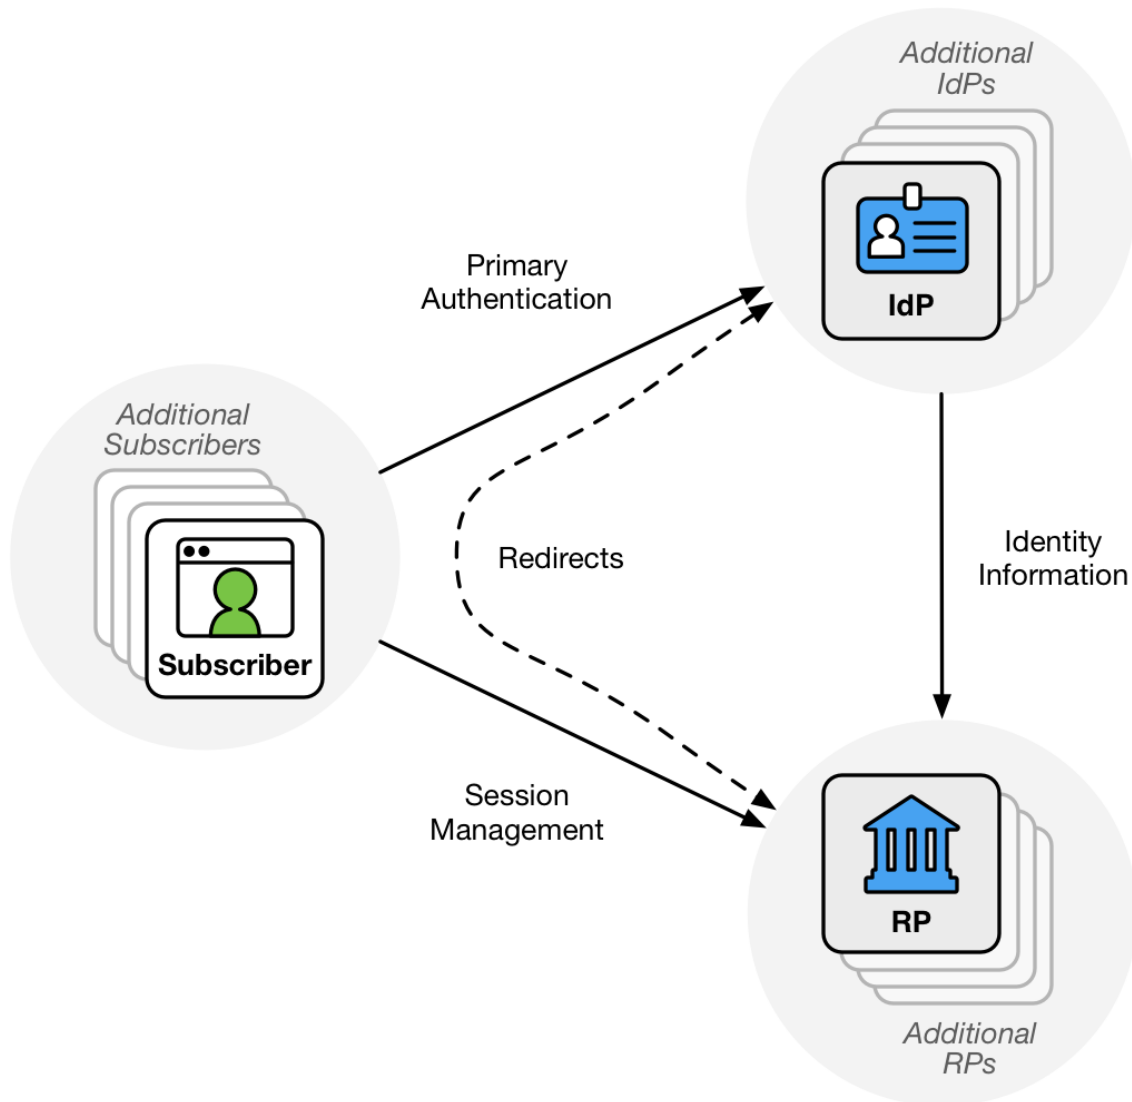 Additional
IdPs
IdP
Primary
Authentication
Additional
Subscribers
Subscriber
Redirects
Identity
Information
Session
Management
RP
Additional
RPs